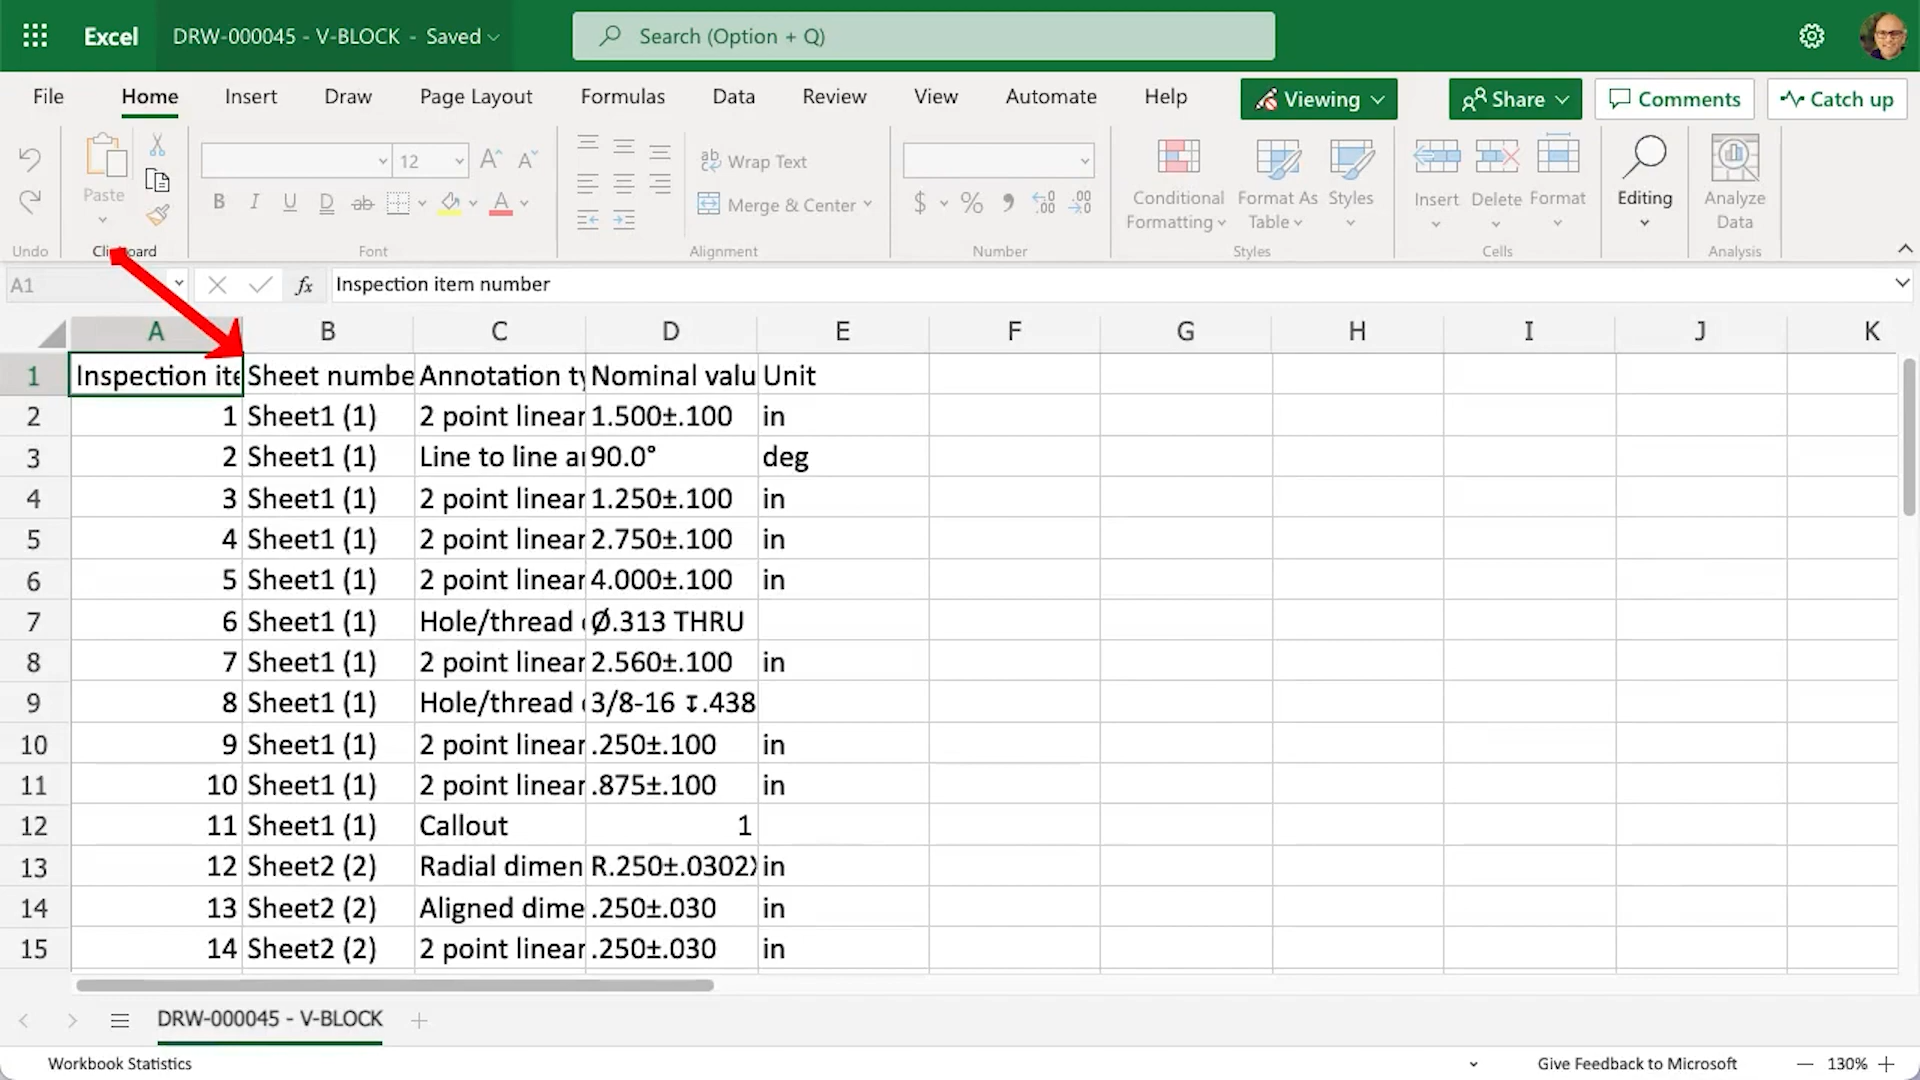 Excel DRW-000045 - V-BLOCK - Saved Search (Option + Q)
File Home Insert Draw Page Layout Formulas Data Review View Automate Help Viewing Share Comments Catch up
12 Wrap Text
Paste Conditional Format As Styles Insert Delete Format Editing Analyze
B I U D ab A Merge & Center $ % 9 .00 .00
Formatting Table Data
Undo Font Alignment Number Styles Cells Analysis
A1 fx Inspection item number
A B C D E F G H I J K
1 Inspection ite Sheet numbe Annotation ty Nominal valu Unit
2 1 Sheet1 (1) 2 point linear 1.500±.100 in
3 2 Sheet1 (1) Line to line an 90.0° deg
4 3 Sheet1 (1) 2 point linear 1.250±.100 in
5 4 Sheet1 (1) 2 point linear 2.750±.100 in
6 5 Sheet1 (1) 2 point linear 4.000±.100 in
7 6 Sheet1 (1) Hole/thread Ø.313 THRU
8 7 Sheet1 (1) 2 point linear 2.560±.100 in
9 8 Sheet1 (1) Hole/thread 3/8-16 ↧.438
10 9 Sheet1 (1) 2 point linear .250±.100 in
11 10 Sheet1 (1) 2 point linear .875±.100 in
12 11 Sheet1 (1) Callout 1
13 12 Sheet2 (2) Radial dimen R.250±.0302X in
14 13 Sheet2 (2) Aligned dime .250±.030 in
15 14 Sheet2 (2) 2 point linear .250±.030 in
DRW-000045 - V-BLOCK
Workbook Statistics Give Feedback to Microsoft 130%